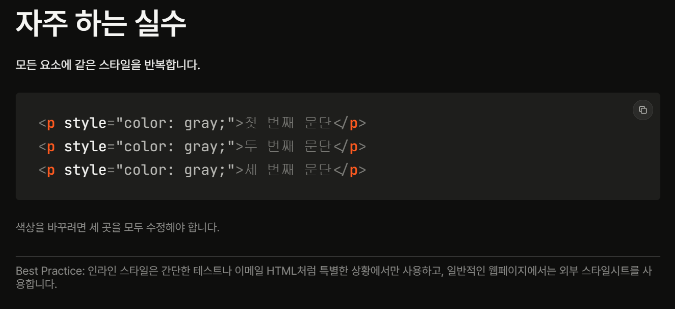 자주 하는 실수
모든 요소에 같은 스타일을 반복합니다.
<p style="color: gray;">첫 번째 문단</p>
<p style="color: gray;">두 번째 문단</p>
<p style="color: gray;">세 번째 문단</p>
색상을 바꾸려면 세 곳을 모두 수정해야 합니다.
Best Practice: 인라인 스타일은 간단한 테스트나 이메일 HTML처럼 특별한 상황에서만 사용하고, 일반적인 웹페이지에서는 외부 스타일시트를 사
용합니다.